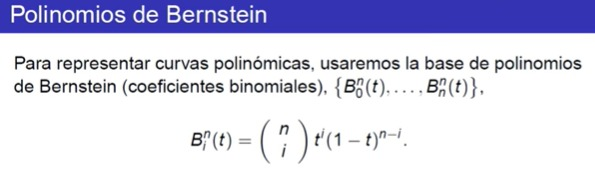 Polinomios de Bernstein
Para representar curvas polinómicas, usaremos la base de polinomios
de Bernstein (coeficientes binomiales), {B₀ⁿ(t), . . . , Bₙⁿ(t)},
Bᵢⁿ(t) = (n i) tⁱ(1 − t)ⁿ⁻ⁱ.